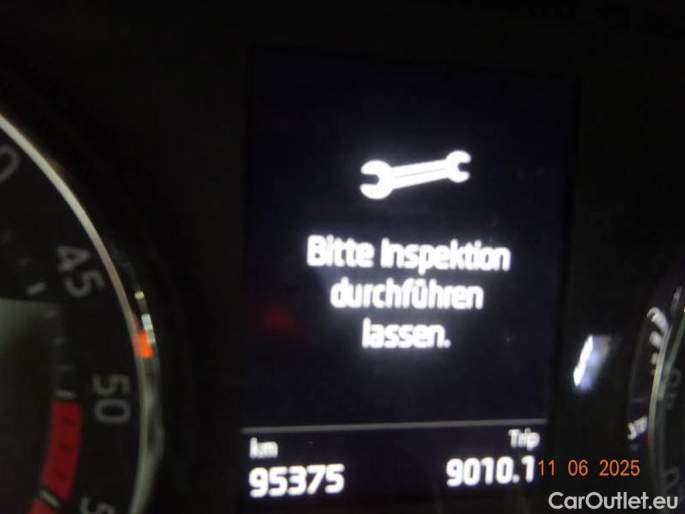 45
50
Bitte Inspektion
durchführen
lassen.
km
Trip
95375
9010.1
11 06 2025
CarOutlet.eu